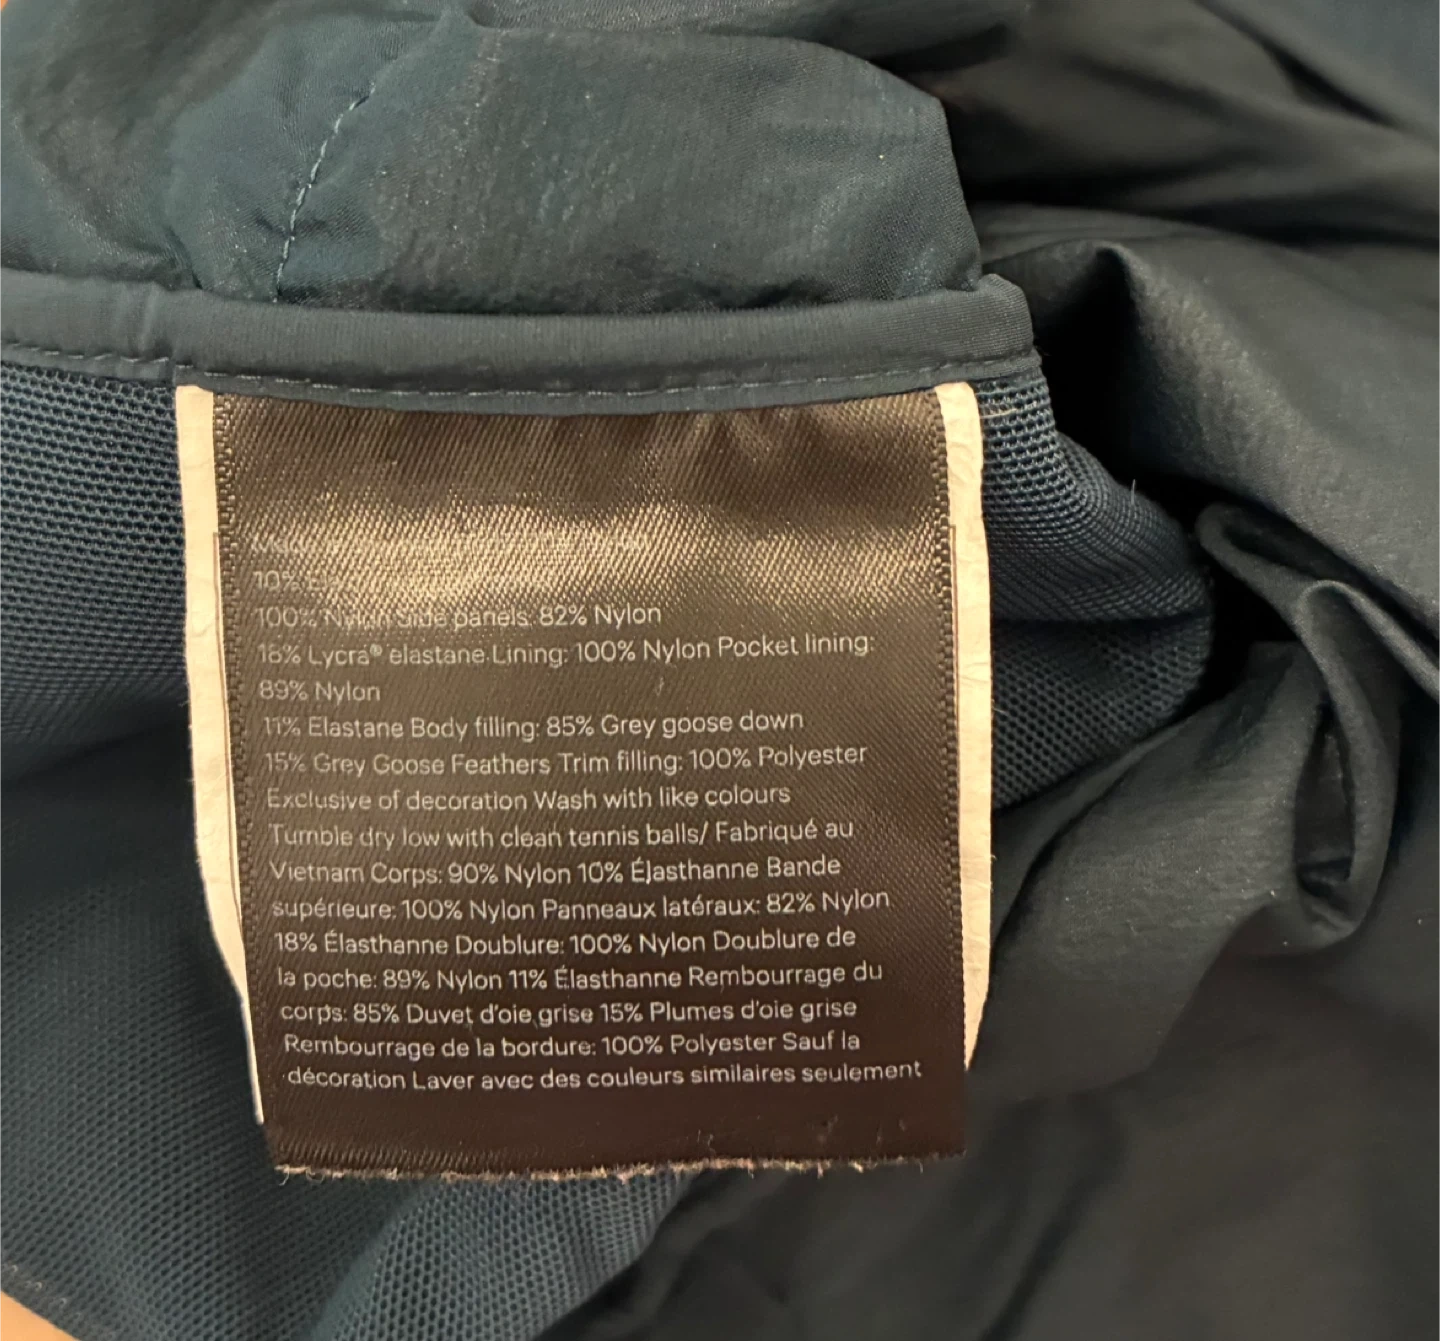 10%
100% Nylon Side panels: 82% Nylon
18% Lycra® elastane Lining: 100% Nylon Pocket lining:
89% Nylon
11% Elastane Body filling: 85% Grey goose down
15% Grey Goose Feathers Trim filling: 100% Polyester
Exclusive of decoration Wash with like colours
Tumble dry low with clean tennis balls/ Fabriqué au
Vietnam Corps: 90% Nylon 10% Élasthanne Bande
supérieure: 100% Nylon Panneaux latéraux: 82% Nylon
18% Élasthanne Doublure: 100% Nylon Doublure de
la poche: 89% Nylon 11% Élasthanne Rembourrage du
corps: 85% Duvet d'oie grise 15% Plumes d'oie grise
Rembourrage de la bordure: 100% Polyester Sauf la
décoration Laver avec des couleurs similaires seulement